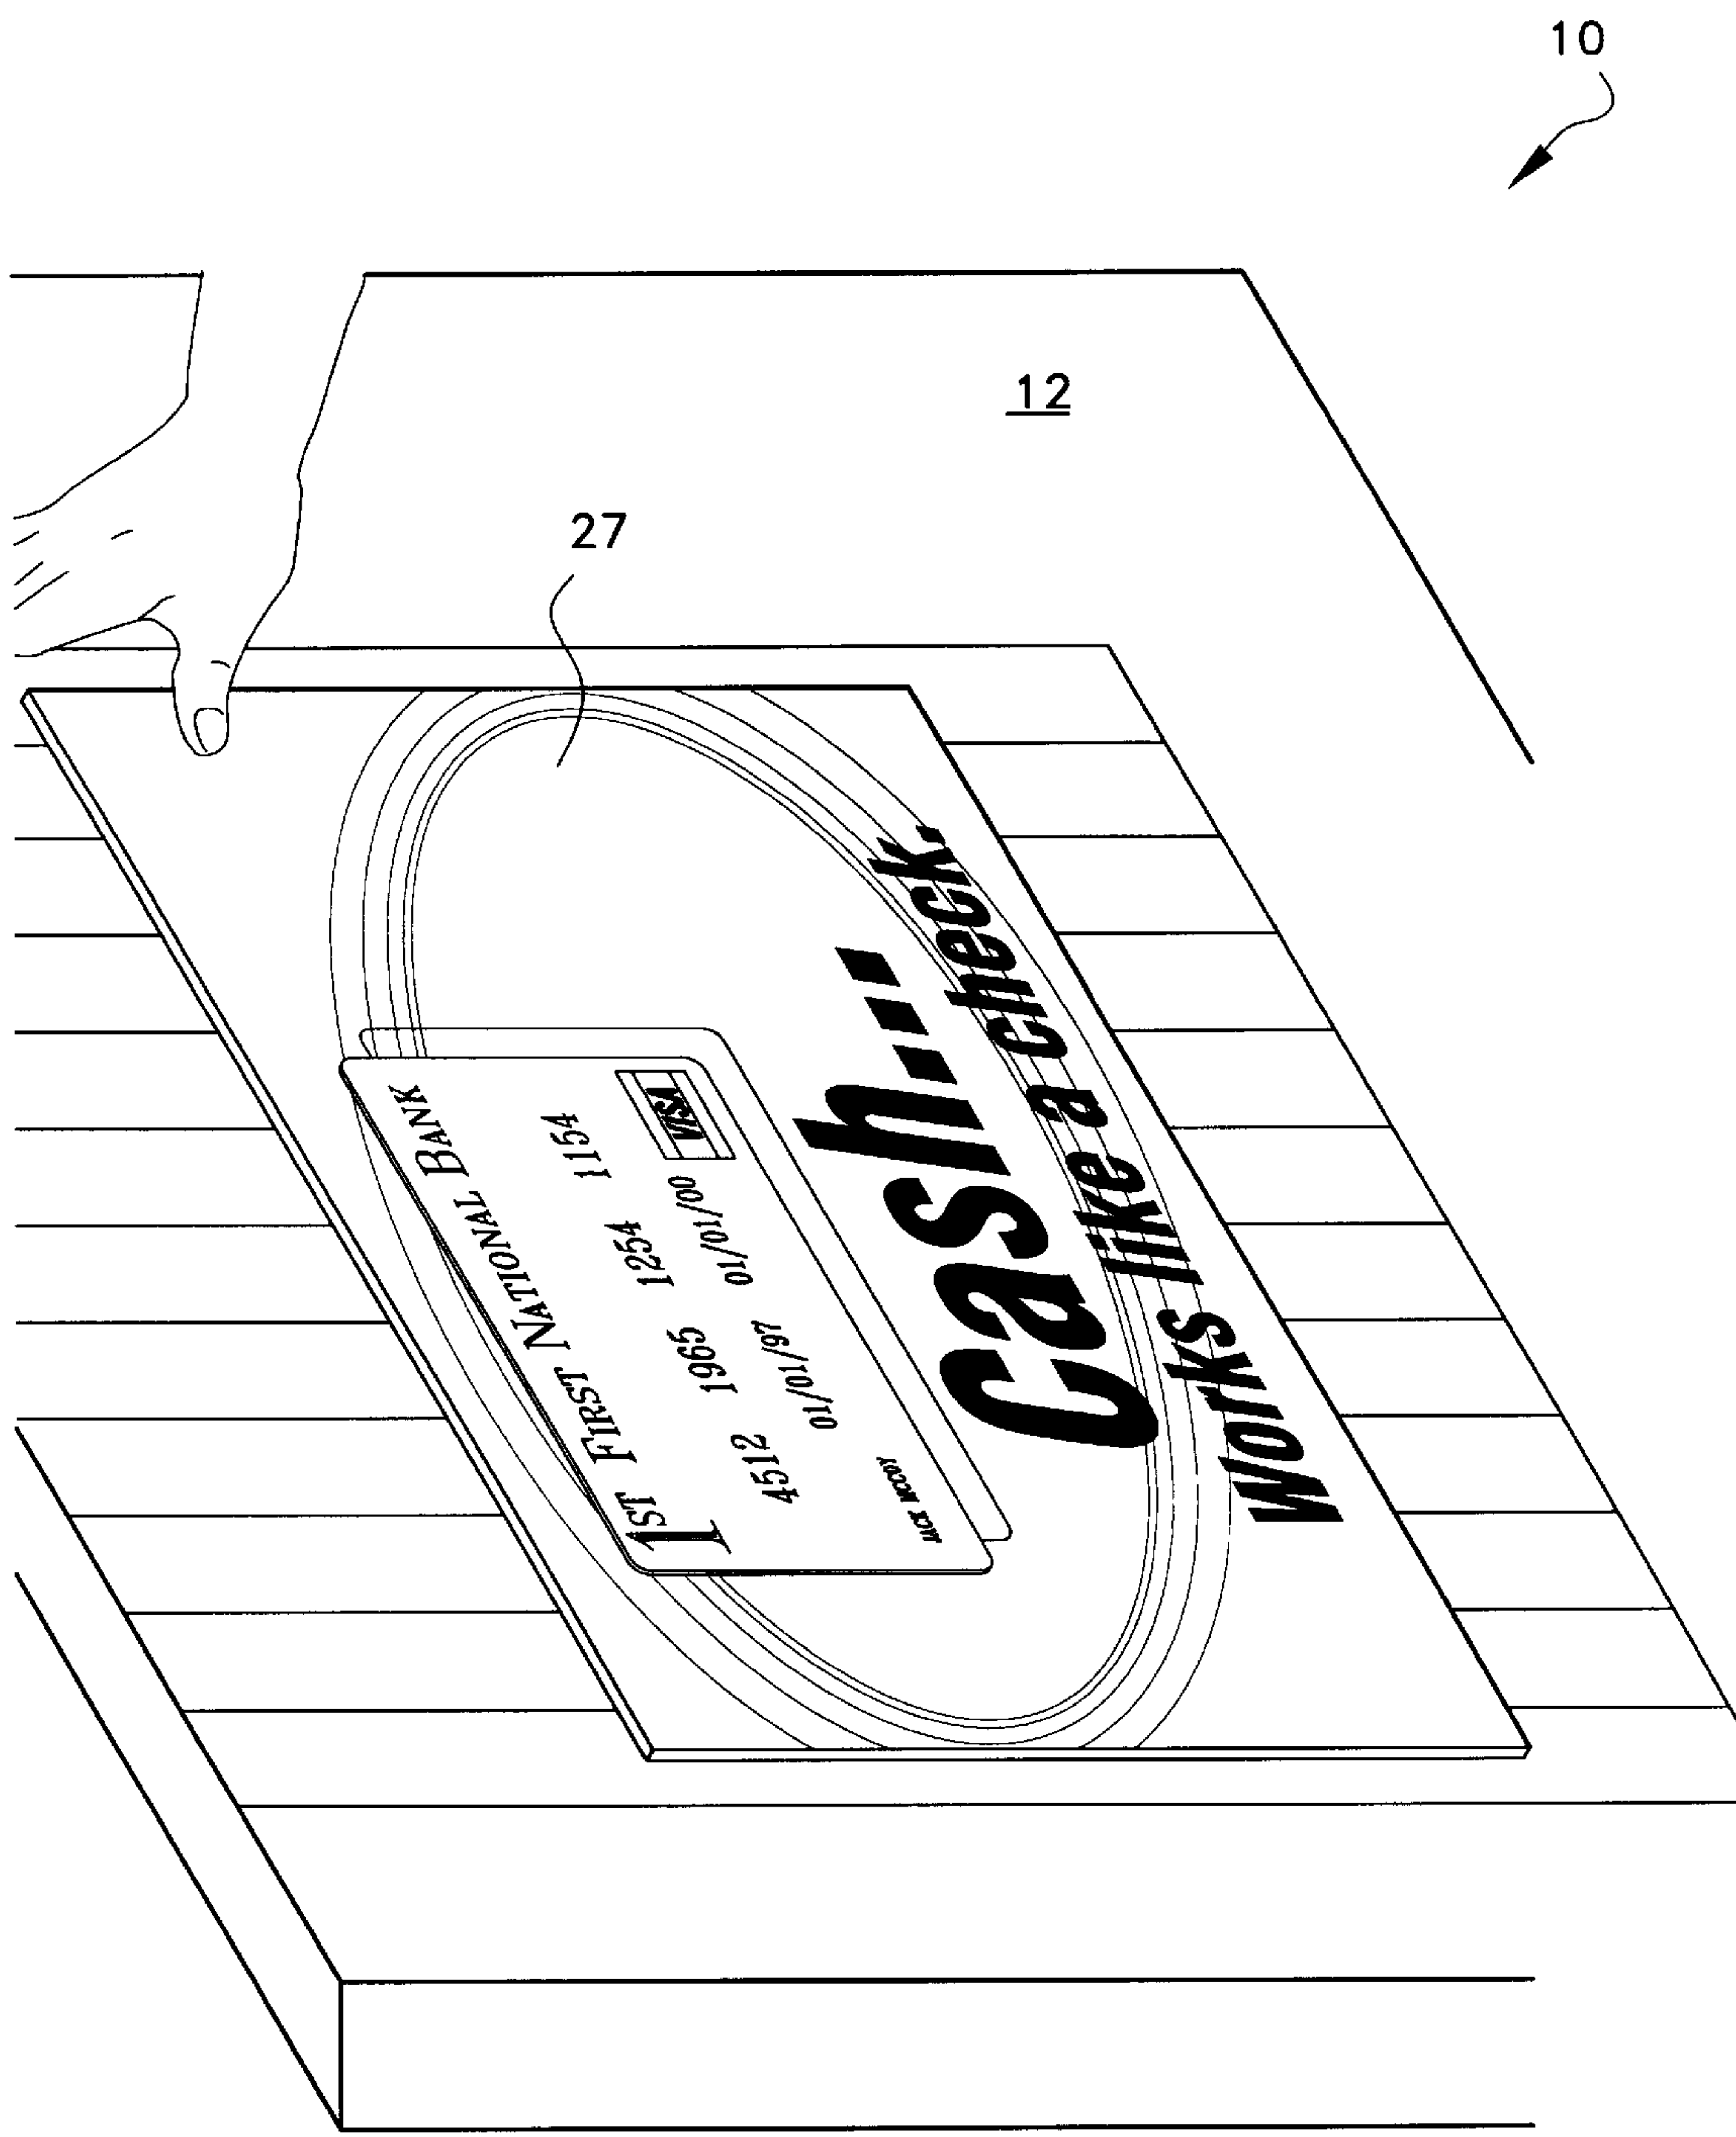 10
12
27
1ST FIRST NATIONAL BANK
4512 1965 1254 1154
01/01/97 01/01/00
VISA
MCCOY
Cash
Works like a check.